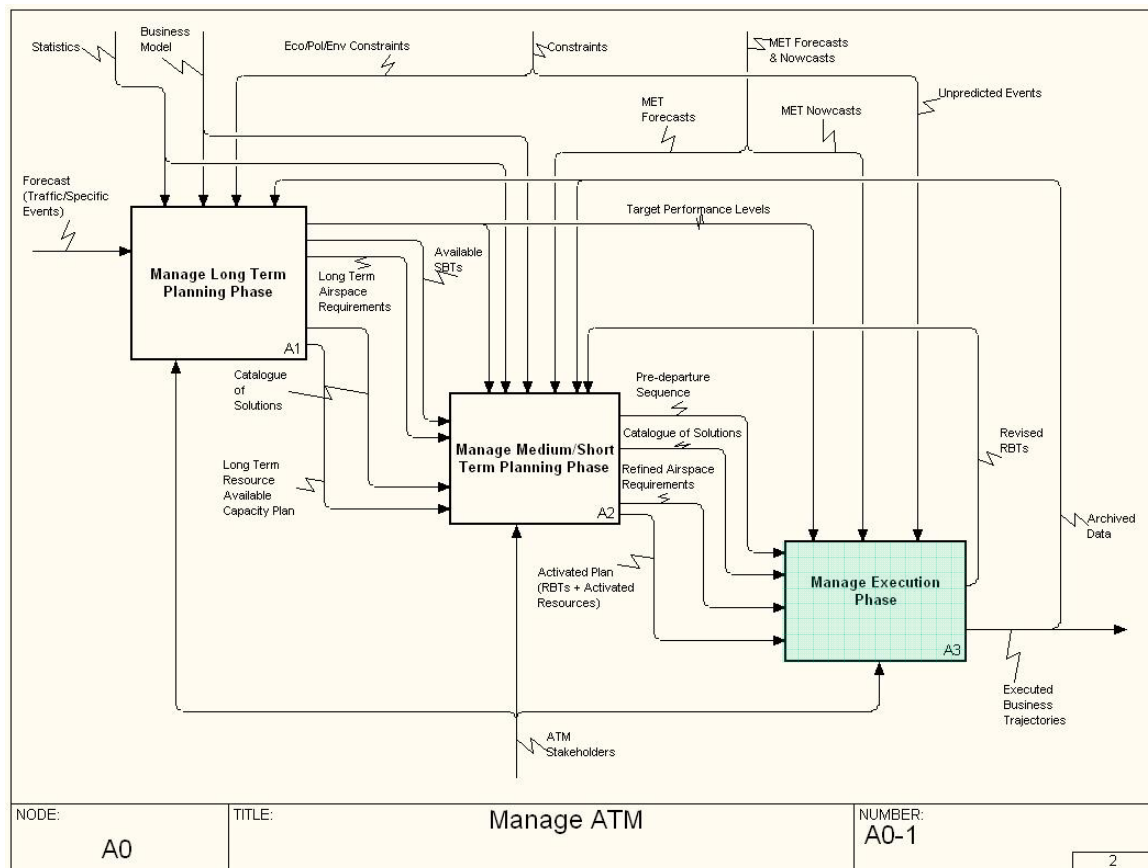 Statistics
Business
Model
Eco/Pol/Env Constraints
Constraints
MET Forecasts
& Nowcasts
Unpredicted Events
MET
Forecasts
MET Nowcasts
Forecast
(Traffic/Specific
Events)
Target Performance Levels
Manage Long Term
Planning Phase
A1
Available
SBTs
Long Term
Airspace
Requirements
Catalogue
of
Solutions
Long Term
Resource
Available
Capacity Plan
Manage Medium/Short
Term Planning Phase
A2
Pre-departure
Sequence
Catalogue of Solutions
Refined Airspace
Requirements
Revised
RBTs
Archived
Data
Activated Plan
(RBTs + Activated
Resources)
Manage Execution
Phase
A3
Executed
Business
Trajectories
ATM
Stakeholders
NODE:
A0
TITLE:
Manage ATM
NUMBER:
A0-1
2